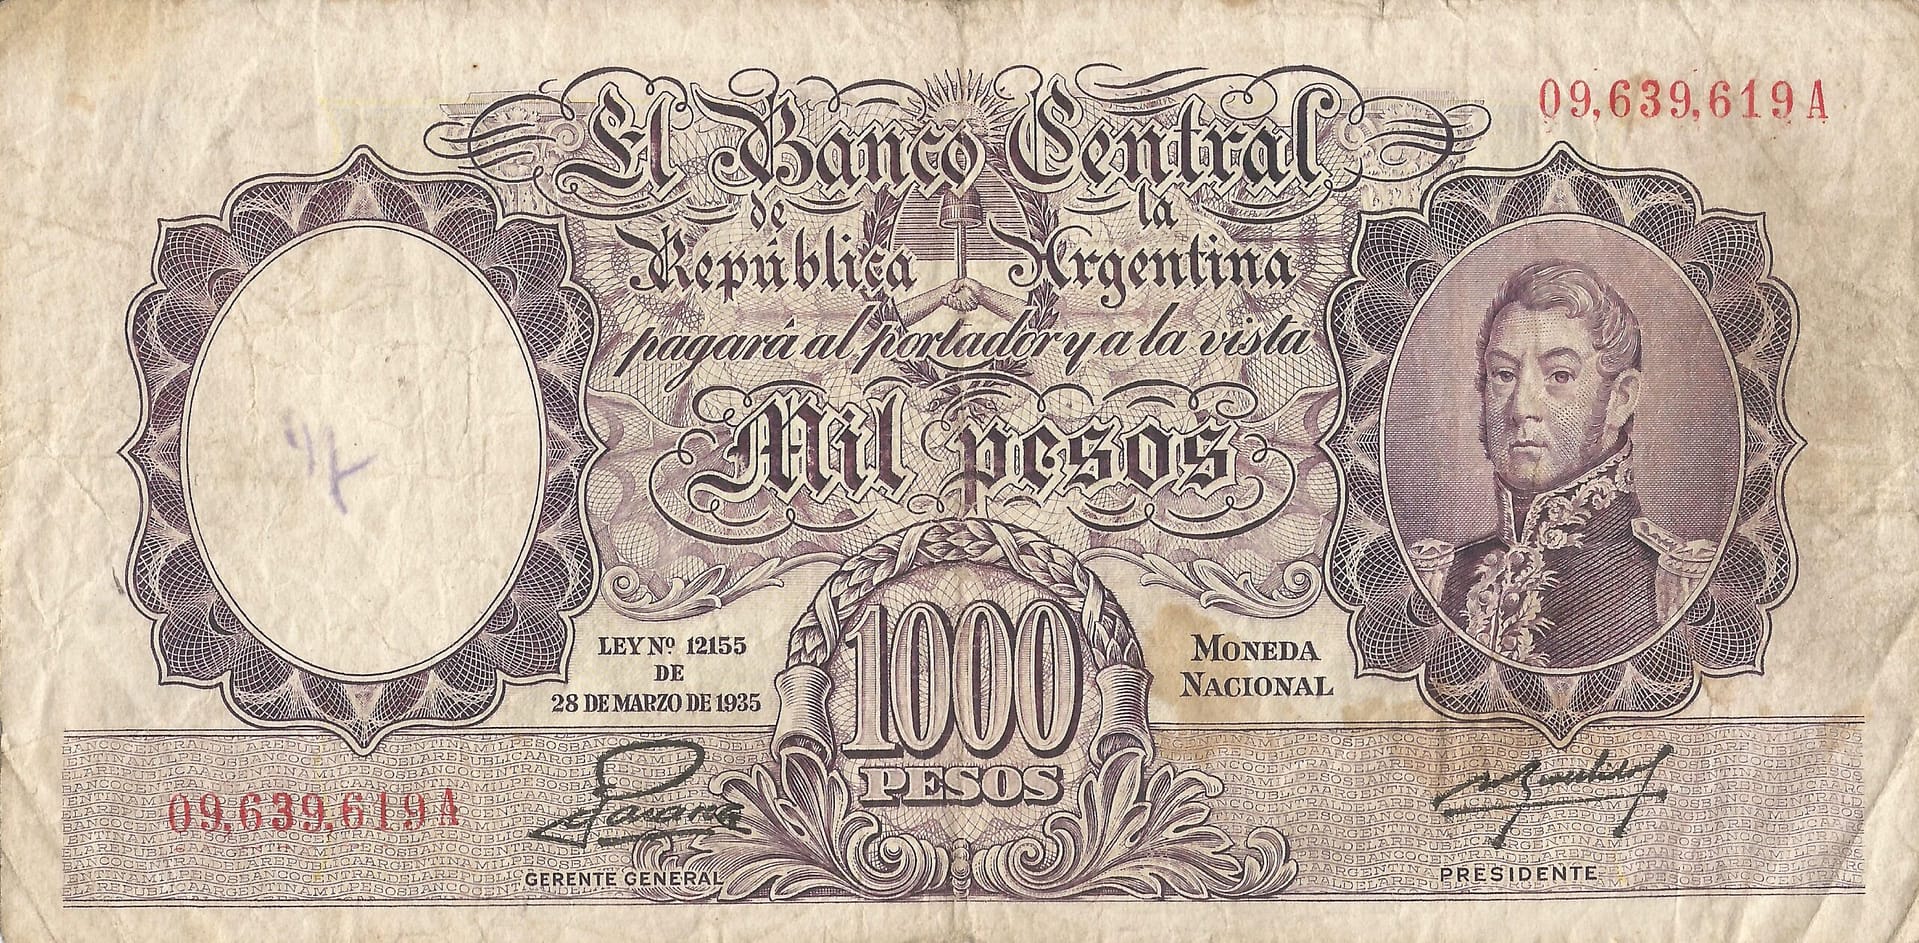 09,639,619A
El Banco Central
de la
República Argentina
pagará al portador y a la vista
Mil pesos
LEY Nº 12155
DE
28 DE MARZO DE 1935
MONEDA
NACIONAL
1000
PESOS
09,639,619A
GERENTE GENERAL
PRESIDENTE